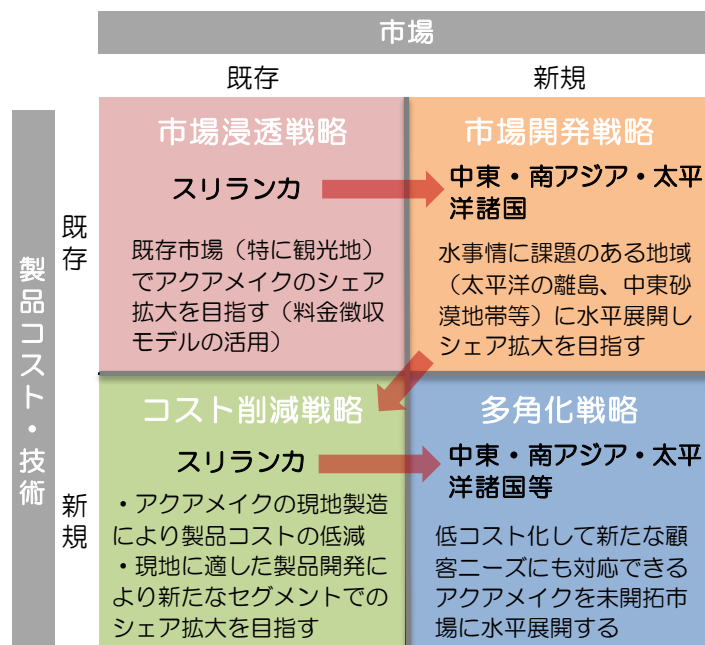 市場
既存
新規
製品コスト・技術
既存
市場浸透戦略
スリランカ
既存市場（特に観光地）
でアクアメイクのシェア
拡大を目指す（料金徴収
モデルの活用）
市場開発戦略
中東・南アジア・太平
洋諸国
水事情に課題のある地域
（太平洋の離島、中東砂
漠地帯等）に水平展開し
シェア拡大を目指す
新規
コスト削減戦略
スリランカ
・アクアメイクの現地製造
により製品コストの低減
・現地に適した製品開発に
より新たなセグメントでの
シェア拡大を目指す
多角化戦略
中東・南アジア・太平
洋諸国等
低コスト化して新たな顧
客ニーズにも対応できる
アクアメイクを未開拓市
場に水平展開する